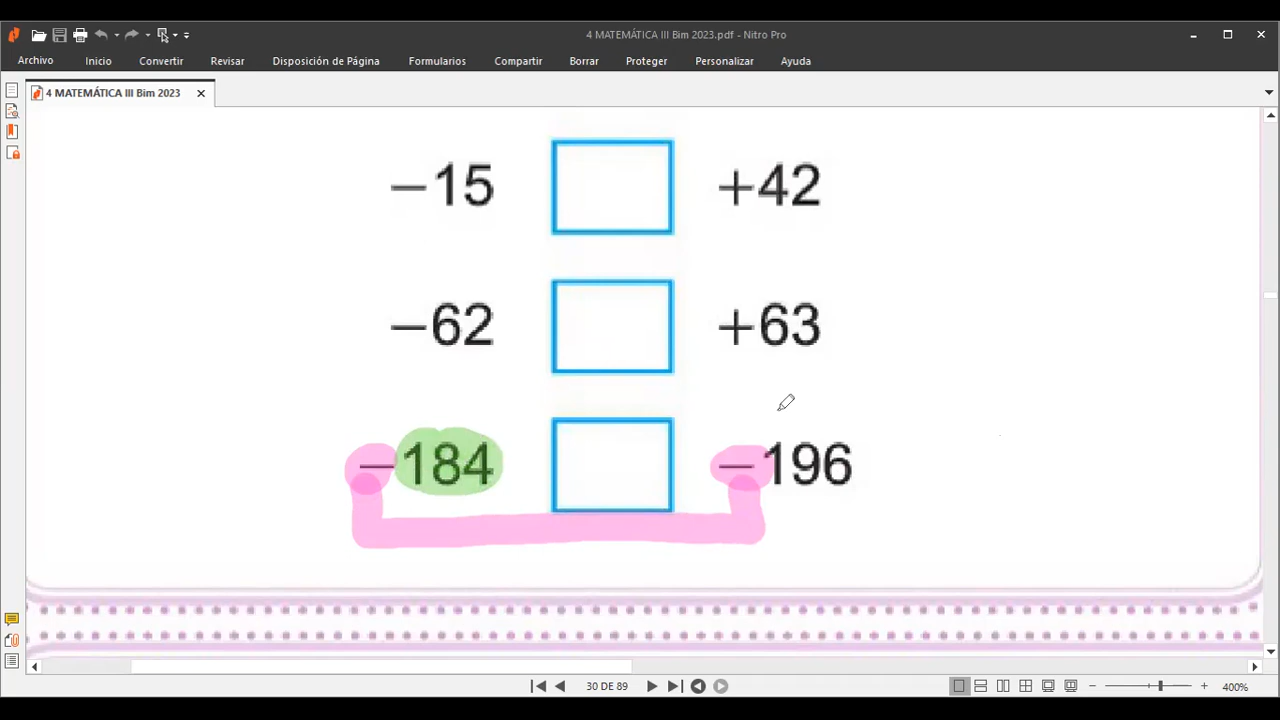 4 MATEMÁTICA III Bim 2023.pdf - Nitro Pro
Archivo Inicio Convertir Revisar Disposición de Página Formularios Compartir Borrar Proteger Personalizar Ayuda
4 MATEMÁTICA III Bim 2023
−15 +42
−62 +63
−184 −196
30 DE 89 400%